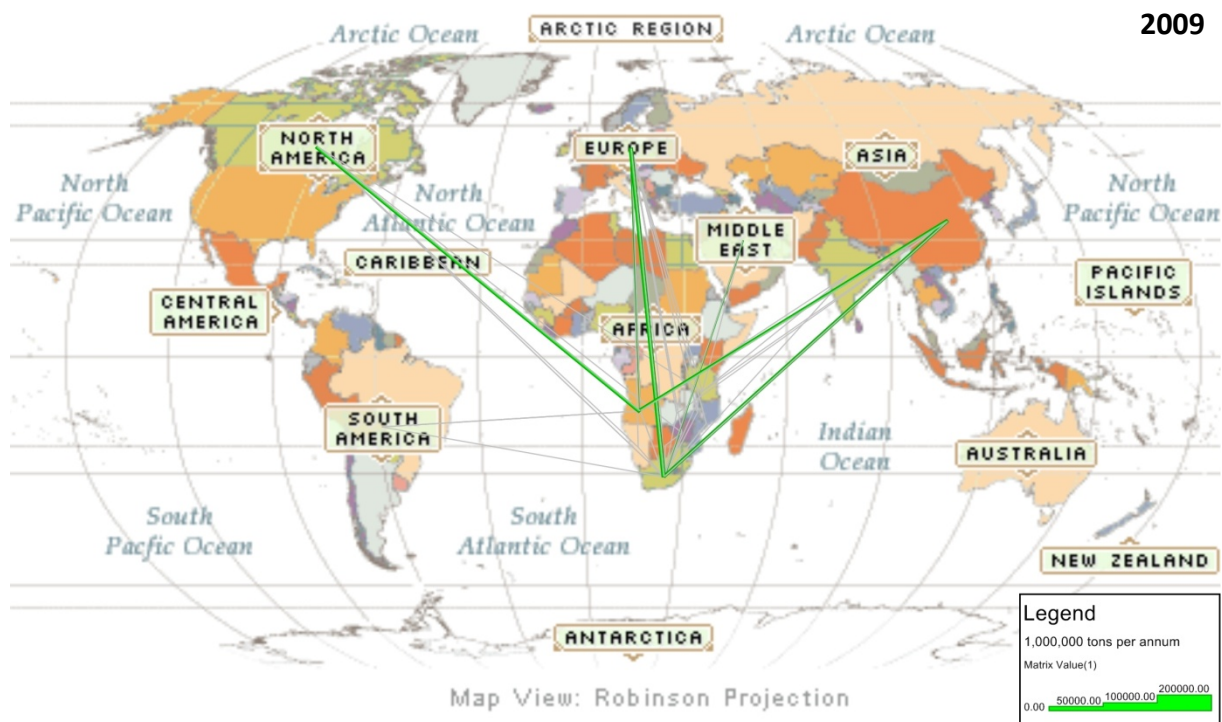 2009
Arctic Ocean
ARCTIC REGION
Arctic Ocean
NORTH
AMERICA
EUROPE
ASIA
North
Pacific Ocean
North
Atlantic Ocean
North
Pacific Ocean
MIDDLE
EAST
CARIBBEAN
PACIFIC
ISLANDS
CENTRAL
AMERICA
AFRICA
SOUTH
AMERICA
Indian
Ocean
AUSTRALIA
South
Pacfic Ocean
South
Atlantic Ocean
NEW ZEALAND
ANTARCTICA
Map View: Robinson Projection
Legend
1,000,000 tons per annum
Matrix Value(1)
0.00 50000.00 100000.00 200000.00